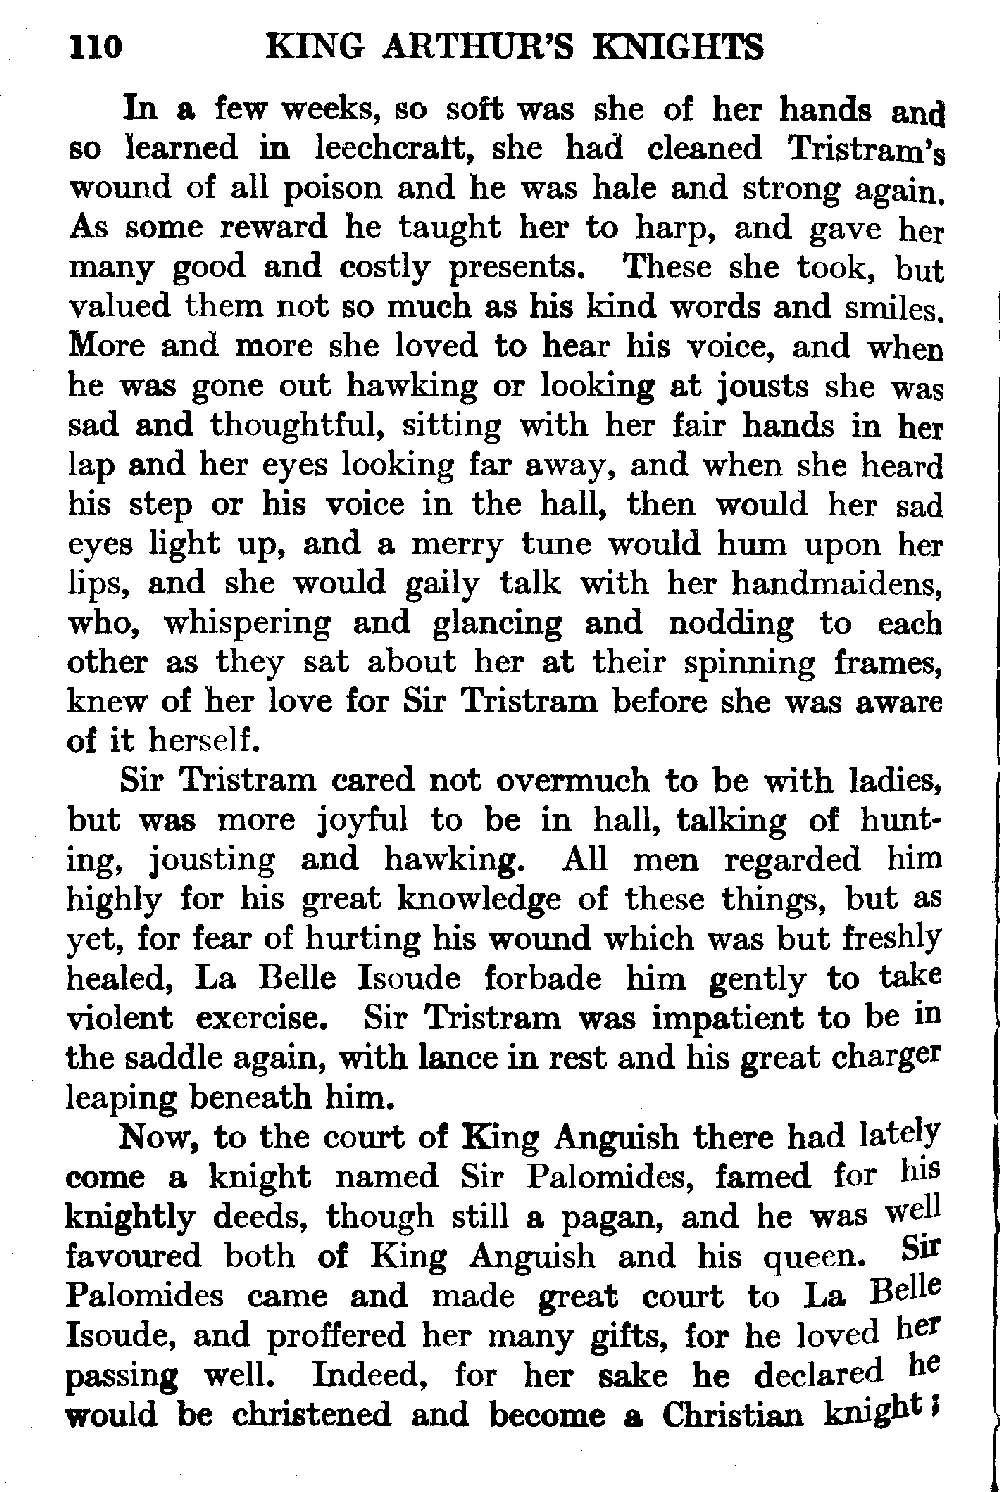 110 KING ARTHUR'S KNIGHTS
In a few weeks, so soft was she of her hands and
so learned in leechcraft, she had cleaned Tristram's
wound of all poison and he was hale and strong again.
As some reward he taught her to harp, and gave her
many good and costly presents. These she took, but
valued them not so much as his kind words and smiles.
More and more she loved to hear his voice, and when
he was gone out hawking or looking at jousts she was
sad and thoughtful, sitting with her fair hands in her
lap and her eyes looking far away, and when she heard
his step or his voice in the hall, then would her sad
eyes light up, and a merry tune would hum upon her
lips, and she would gaily talk with her handmaidens,
who, whispering and glancing and nodding to each
other as they sat about her at their spinning frames,
knew of her love for Sir Tristram before she was aware
of it herself.
Sir Tristram cared not overmuch to be with ladies,
but was more joyful to be in hall, talking of hunt-
ing, jousting and hawking. All men regarded him
highly for his great knowledge of these things, but as
yet, for fear of hurting his wound which was but freshly
healed, La Belle Isoude forbade him gently to take
violent exercise. Sir Tristram was impatient to be in
the saddle again, with lance in rest and his great charger
leaping beneath him.
Now, to the court of King Anguish there had lately
come a knight named Sir Palomides, famed for his
knightly deeds, though still a pagan, and he was well
favoured both of King Anguish and his queen. Sir
Palomides came and made great court to La Belle
Isoude, and proffered her many gifts, for he loved her
passing well. Indeed, for her sake he declared he
would be christened and become a Christian knight;